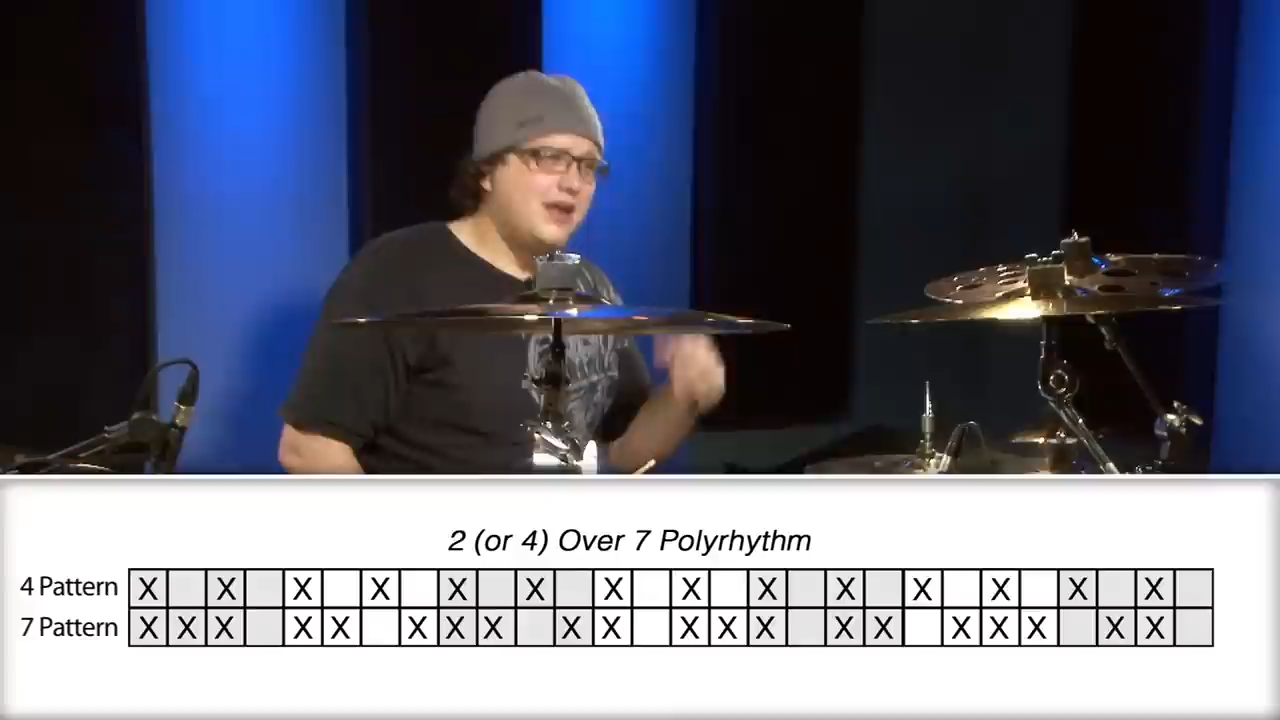 2 (or 4) Over 7 Polyrhythm
4 Pattern X X X X X X X X X X X X X X
7 Pattern X X X X X X X X X X X X X X X X X X X X